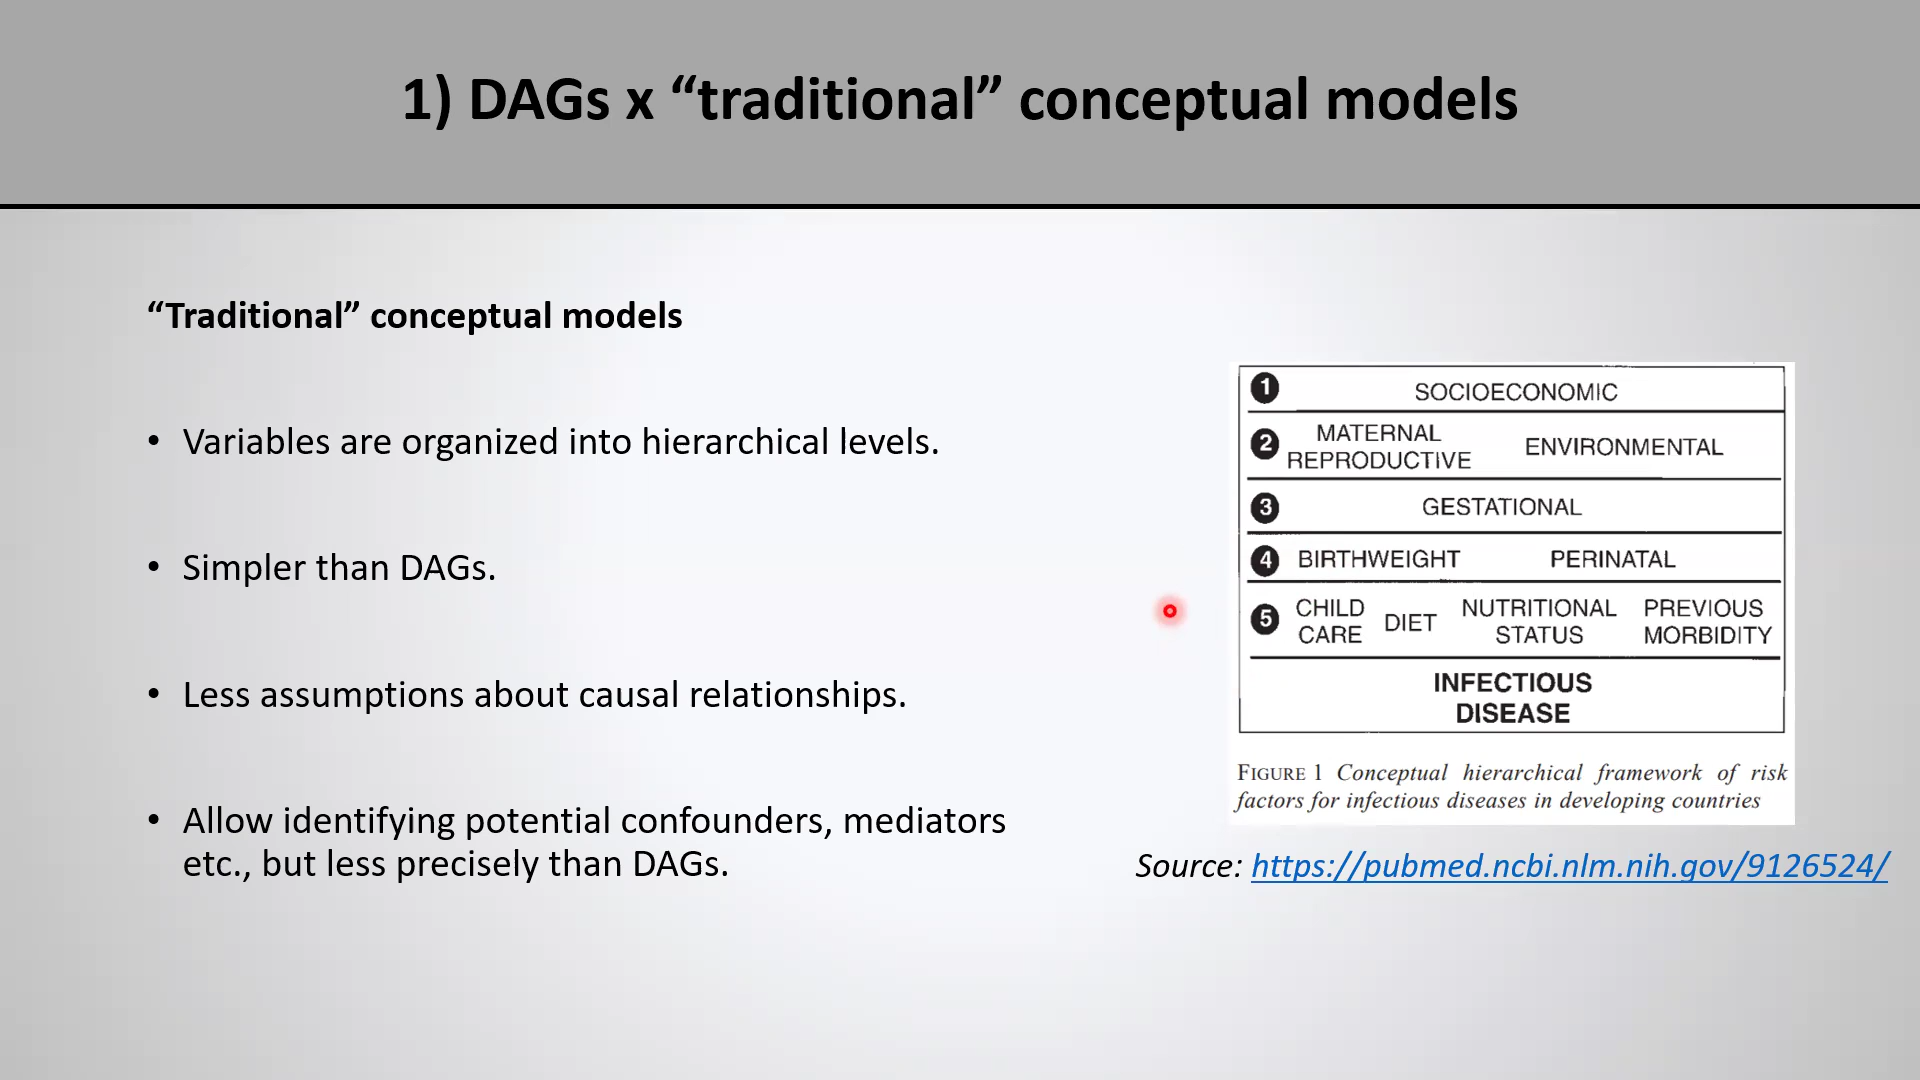 1) DAGs x “traditional” conceptual models
“Traditional” conceptual models
• Variables are organized into hierarchical levels.
• Simpler than DAGs.
• Less assumptions about causal relationships.
• Allow identifying potential confounders, mediators
etc., but less precisely than DAGs.
1 SOCIOECONOMIC
2 MATERNAL REPRODUCTIVE ENVIRONMENTAL
3 GESTATIONAL
4 BIRTHWEIGHT PERINATAL
5 CHILD CARE DIET NUTRITIONAL STATUS PREVIOUS MORBIDITY
INFECTIOUS
DISEASE
FIGURE 1 Conceptual hierarchical framework of risk
factors for infectious diseases in developing countries
Source: https://pubmed.ncbi.nlm.nih.gov/9126524/